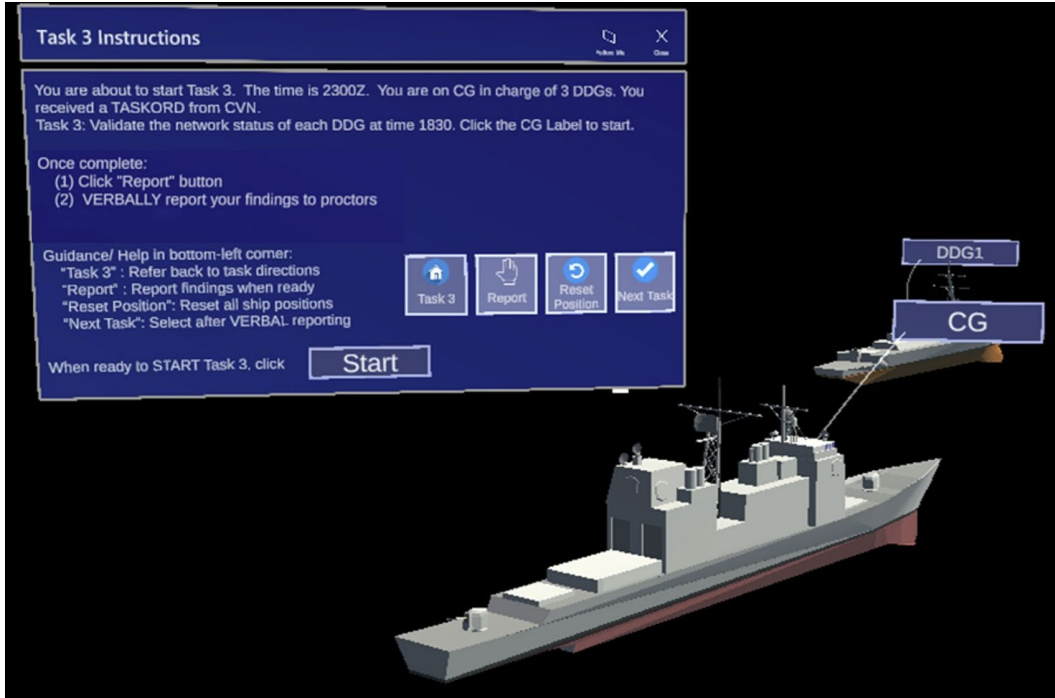 Task 3 Instructions
Follow Me
Close
You are about to start Task 3. The time is 2300Z. You are on CG in charge of 3 DDGs. You
received a TASKORD from CVN.
Task 3: Validate the network status of each DDG at time 1830. Click the CG Label to start.
Once complete:
(1) Click "Report" button
(2) VERBALLY report your findings to proctors
Guidance/ Help in bottom-left corner:
"Task 3" : Refer back to task directions
"Report" : Report findings when ready
"Reset Position": Reset all ship positions
"Next Task": Select after VERBAL reporting
Task 3
Report
Reset
Position
Next Task
When ready to START Task 3, click
Start
DDG1
CG